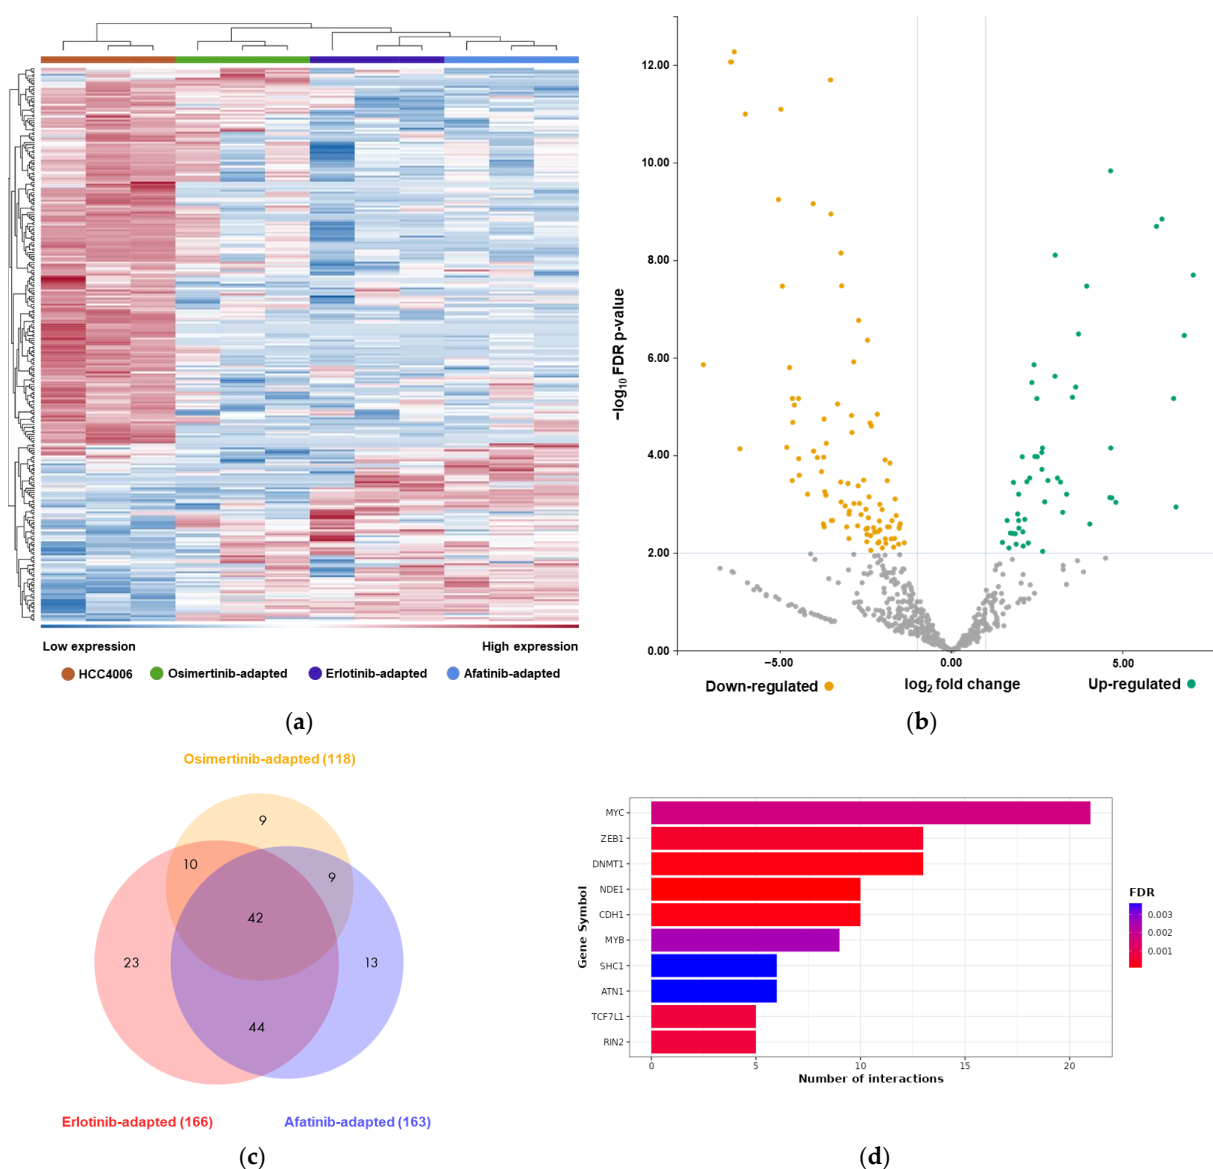 Low expression
High expression
HCC4006
Osimertinib-adapted
Erlotinib-adapted
Afatinib-adapted
(a)
−log10 FDR p-value
12.00
10.00
8.00
6.00
4.00
2.00
0.00
−5.00
0.00
5.00
Down-regulated
log2 fold change
Up-regulated
(b)
Osimertinib-adapted (118)
9
10
9
42
23
13
44
Erlotinib-adapted (166)
Afatinib-adapted (163)
(c)
Gene Symbol
MYC
ZEB1
DNMT1
NDE1
CDH1
MYB
SHC1
ATN1
TCF7L1
RIN2
0
5
10
15
20
Number of interactions
FDR
0.003
0.002
0.001
(d)